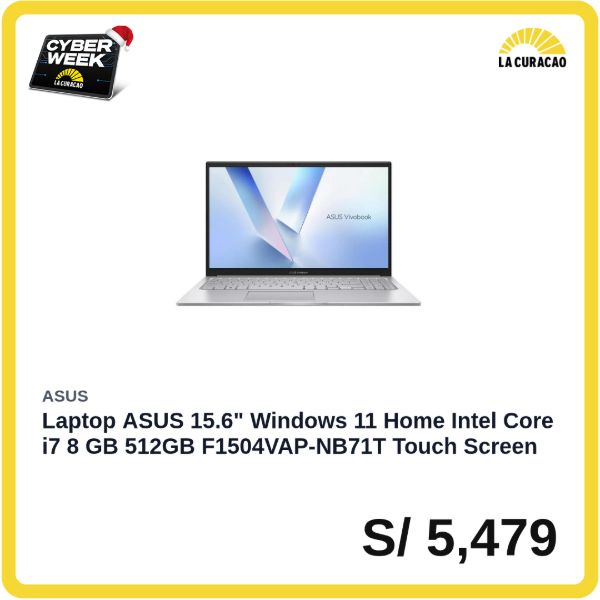 CYBER
WEEK
LA CURACAO
LA CURACAO
ASUS Vivobook
ASUS
Laptop ASUS 15.6" Windows 11 Home Intel Core
i7 8 GB 512GB F1504VAP-NB71T Touch Screen
S/ 5,479